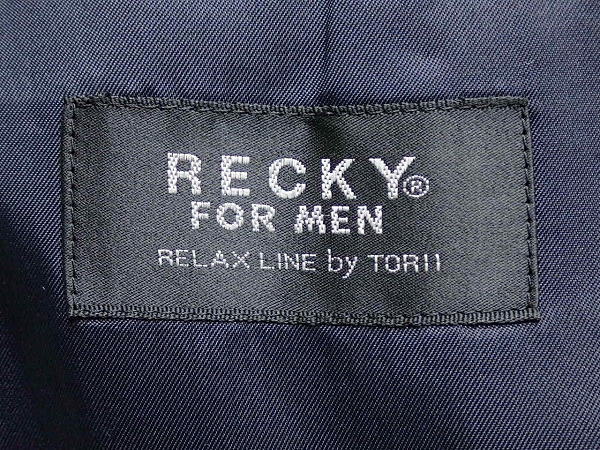 RECKY®
FOR MEN
RELAX LINE by TORII